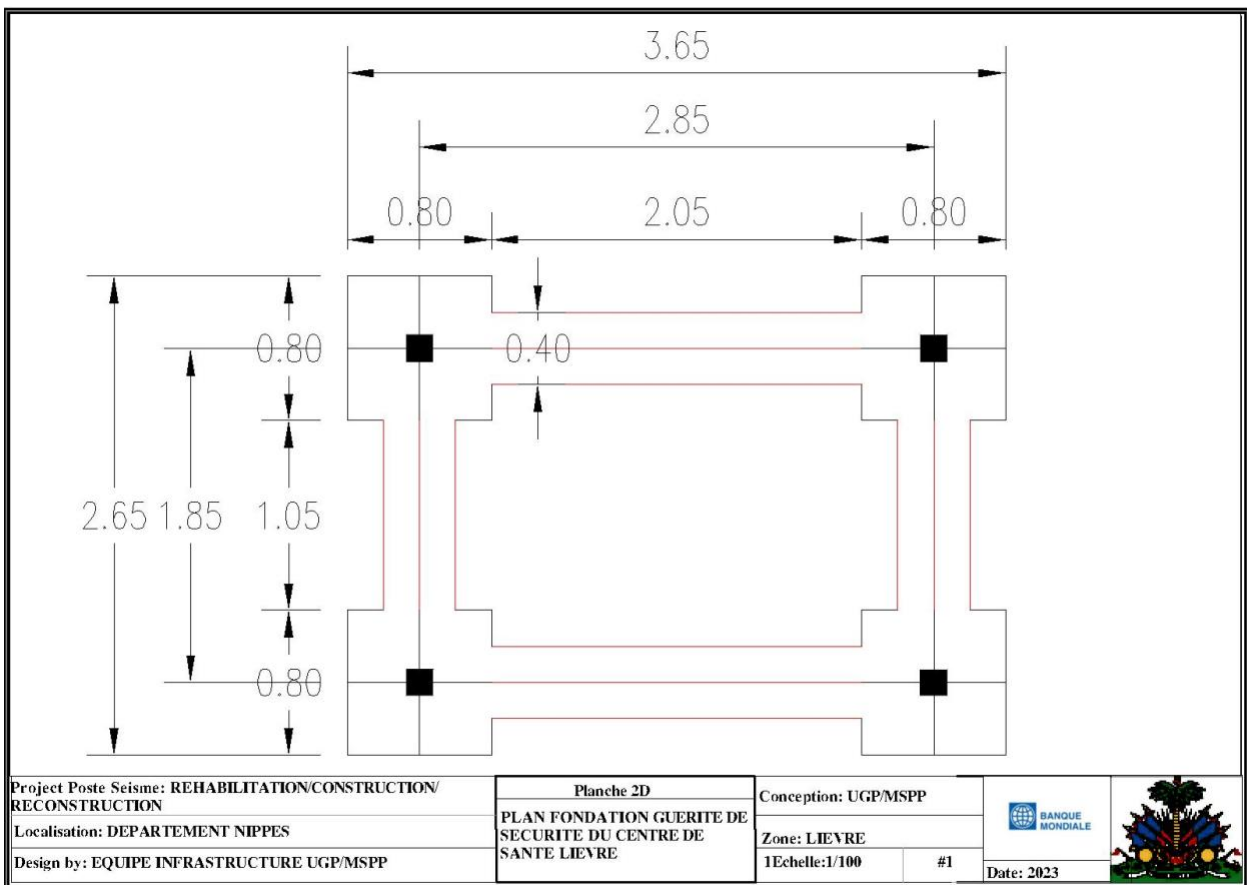 3.65
2.85
0.80
2.05
0.80
0.80
0.40
2.65
1.85
1.05
0.80
Project Poste Seisme: REHABILITATION/CONSTRUCTION/
RECONSTRUCTION
Localisation: DEPARTEMENT NIPPES
Design by: EQUIPE INFRASTRUCTURE UGP/MSPP
Planche 2D
PLAN FONDATION GUERITE DE
SECURITE DU CENTRE DE
SANTE LIEVRE
Conception: UGP/MSPP
Zone: LIEVRE
1Echelle:1/100
#1
BANQUE
MONDIALE
Date: 2023